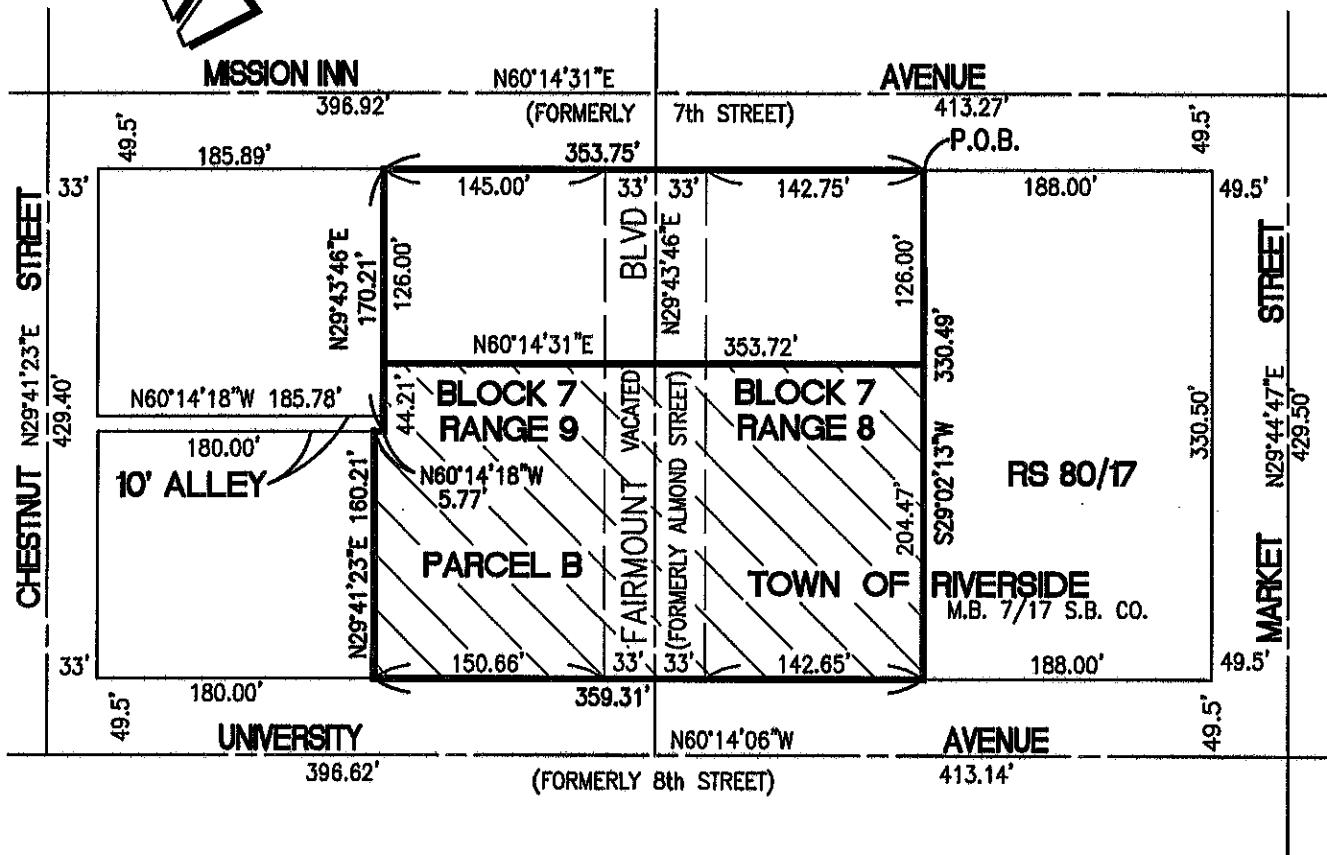 MISSION INN
N60°14'31"E
AVENUE
396.92'
(FORMERLY 7th STREET)
413.27'
49.5'
49.5'
P.O.B.
185.89'
353.75'
33'
145.00'
33'
33'
142.75'
188.00'
49.5'
CHESTNUT STREET
N29°41'23"E
429.40'
N29°43'46"E
170.21'
126.00'
FAIRMOUNT VACATED BLVD
N29°43'46"E
(FORMERLY ALMOND STREET)
126.00'
330.49'
S29°02'13"W
330.50'
MARKET STREET
N29°44'47"E
429.50'
N60°14'31"E
353.72'
N60°14'18"W 185.78'
44.21'
BLOCK 7
RANGE 9
BLOCK 7
RANGE 8
180.00'
10' ALLEY
N60°14'18"W
5.77'
RS 80/17
N29°41'23"E 160.21'
204.47'
PARCEL B
TOWN OF RIVERSIDE
M.B. 7/17 S.B. CO.
33'
150.66'
33'
33'
142.65'
188.00'
49.5'
180.00'
359.31'
49.5'
49.5'
UNIVERSITY
N60°14'06"W
AVENUE
396.62'
(FORMERLY 8th STREET)
413.14'